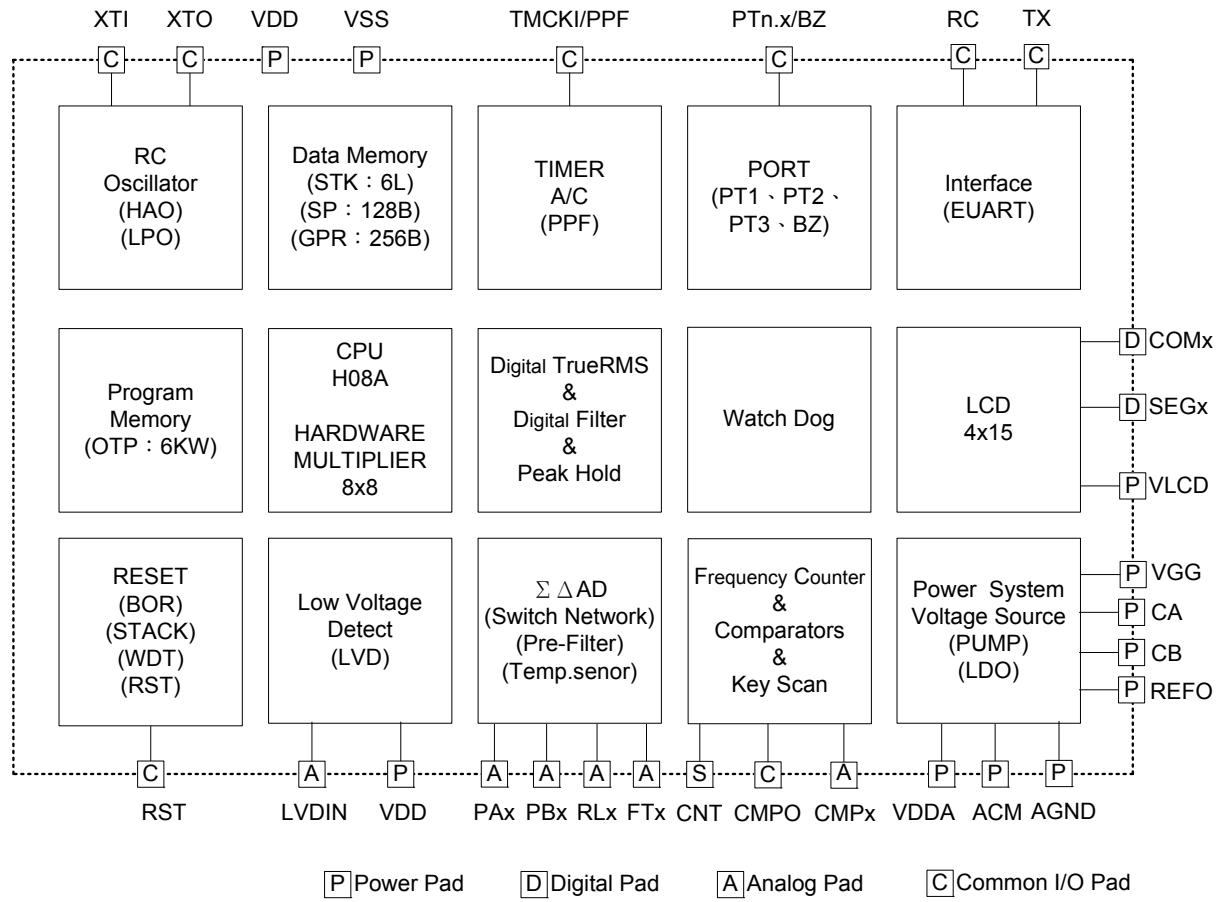 XTI XTO VDD VSS TMCKI/PPF PTn.x/BZ RC TX
C C P P C C C C
RC
Oscillator
(HAO)
(LPO)
Data Memory
(STK：6L)
(SP：128B)
(GPR：256B)
TIMER
A/C
(PPF)
PORT
(PT1、PT2、
PT3、BZ)
Interface
(EUART)
Program
Memory
(OTP：6KW)
CPU
H08A
HARDWARE
MULTIPLIER
8x8
Digital TrueRMS
&
Digital Filter
&
Peak Hold
Watch Dog
LCD
4x15
D COMx
D SEGx
P VLCD
RESET
(BOR)
(STACK)
(WDT)
(RST)
Low Voltage
Detect
(LVD)
Σ Δ AD
(Switch Network)
(Pre-Filter)
(Temp.senor)
Frequency Counter
&
Comparators
&
Key Scan
Power System
Voltage Source
(PUMP)
(LDO)
P VGG
P CA
P CB
P REFO
C A P A A A A S C A P P P
RST LVDIN VDD PAx PBx RLx FTx CNT CMPO CMPx VDDA ACM AGND
P Power Pad D Digital Pad A Analog Pad C Common I/O Pad